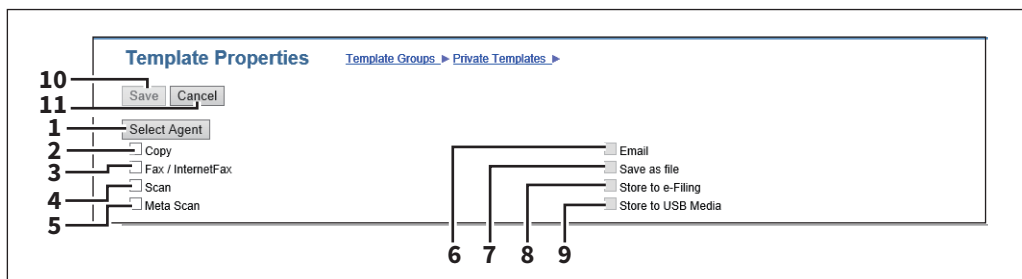 Template Properties Template Groups ▶ Private Templates ▶
10
Save Cancel
11
1 Select Agent
2 Copy Email
3 Fax / InternetFax Save as file
4 Scan Store to e-Filing
5 Meta Scan Store to USB Media
6 7 8 9